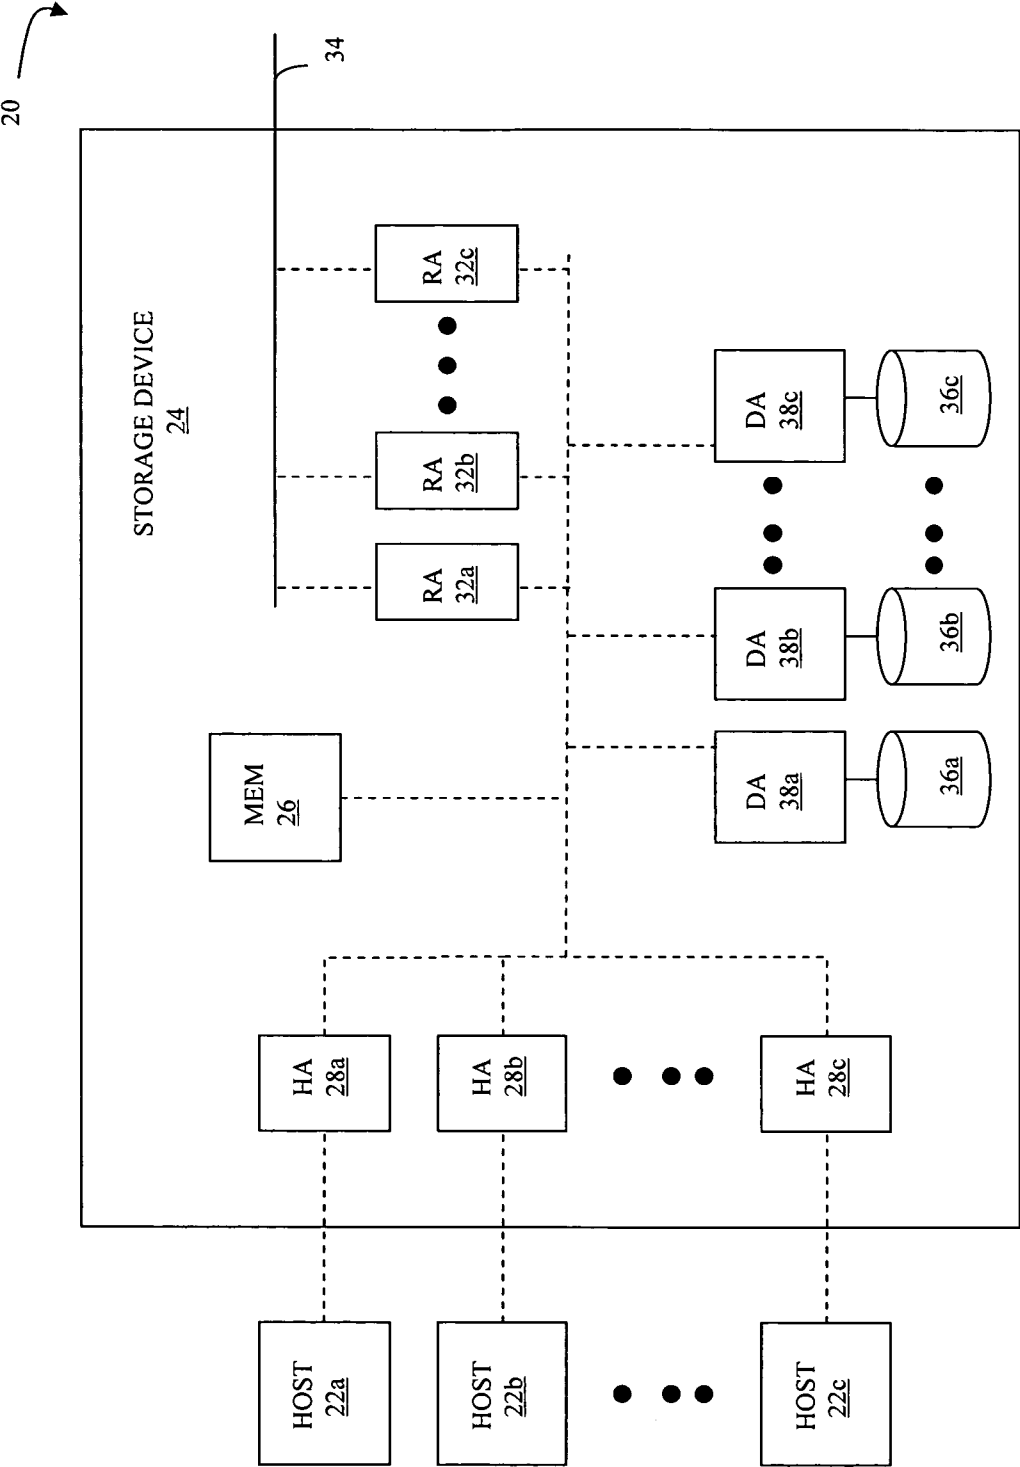 20
STORAGE DEVICE
24
34
HOST
22a
HOST
22b
HOST
22c
HA
28a
HA
28b
HA
28c
MEM
26
RA
32a
RA
32b
RA
32c
DA
38a
DA
38b
DA
38c
36a
36b
36c